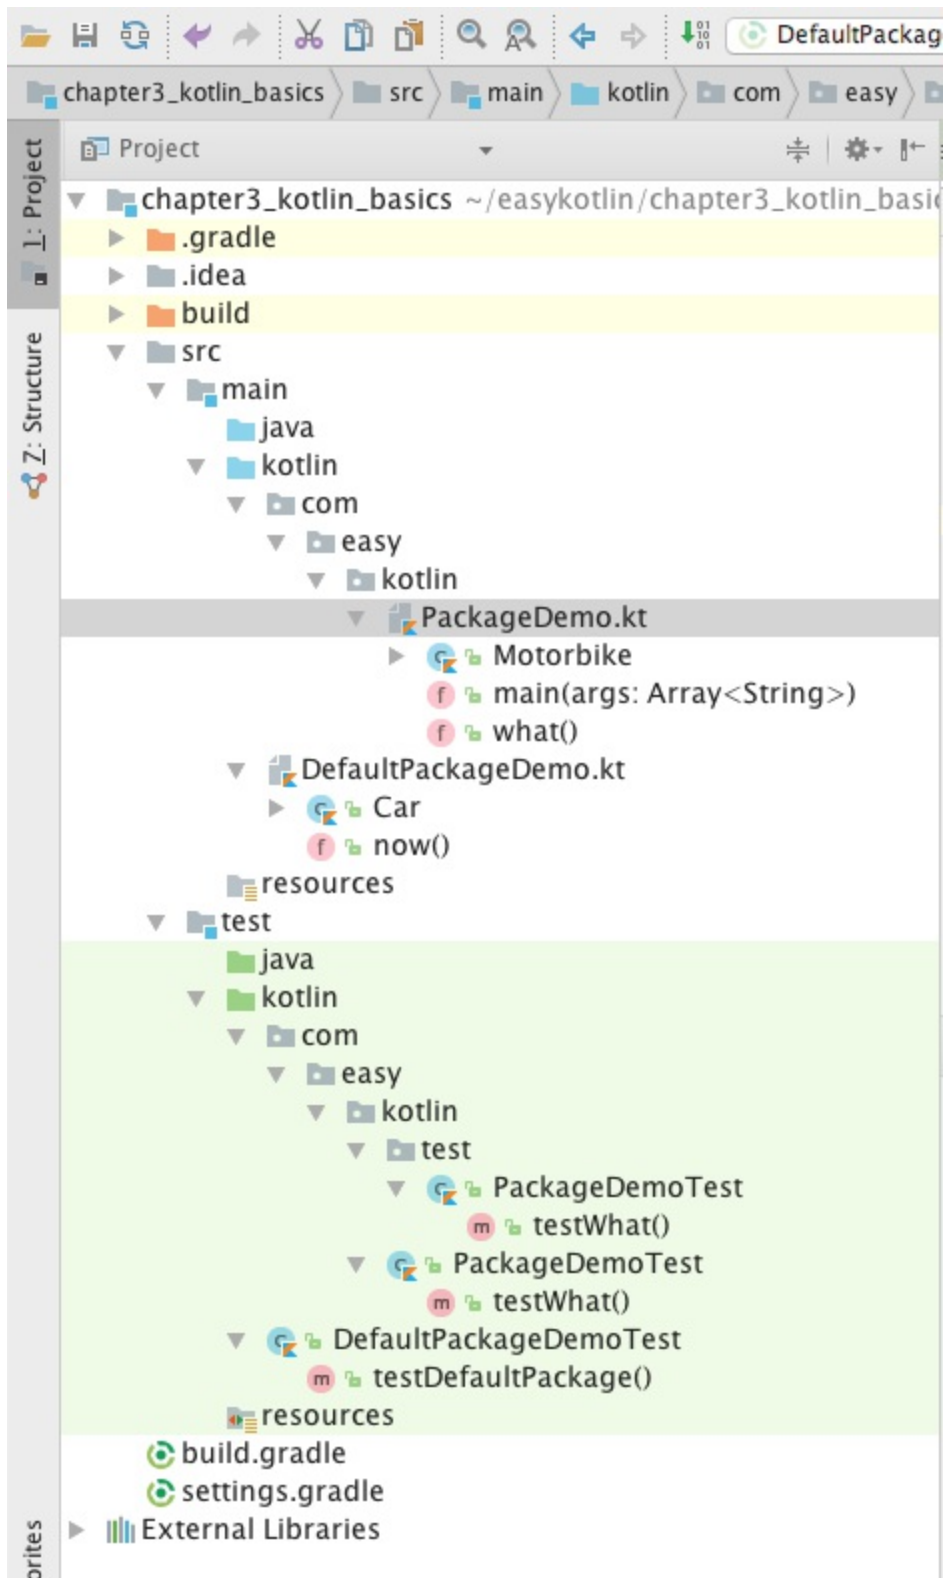 DefaultPackag
chapter3_kotlin_basics src main kotlin com easy
1: Project
Z: Structure
orites
Project
chapter3_kotlin_basics ~/easykotlin/chapter3_kotlin_basic
.gradle
.idea
build
src
main
java
kotlin
com
easy
kotlin
PackageDemo.kt
Motorbike
main(args: Array<String>)
what()
DefaultPackageDemo.kt
Car
now()
resources
test
java
kotlin
com
easy
kotlin
test
PackageDemoTest
testWhat()
PackageDemoTest
testWhat()
DefaultPackageDemoTest
testDefaultPackage()
resources
build.gradle
settings.gradle
External Libraries